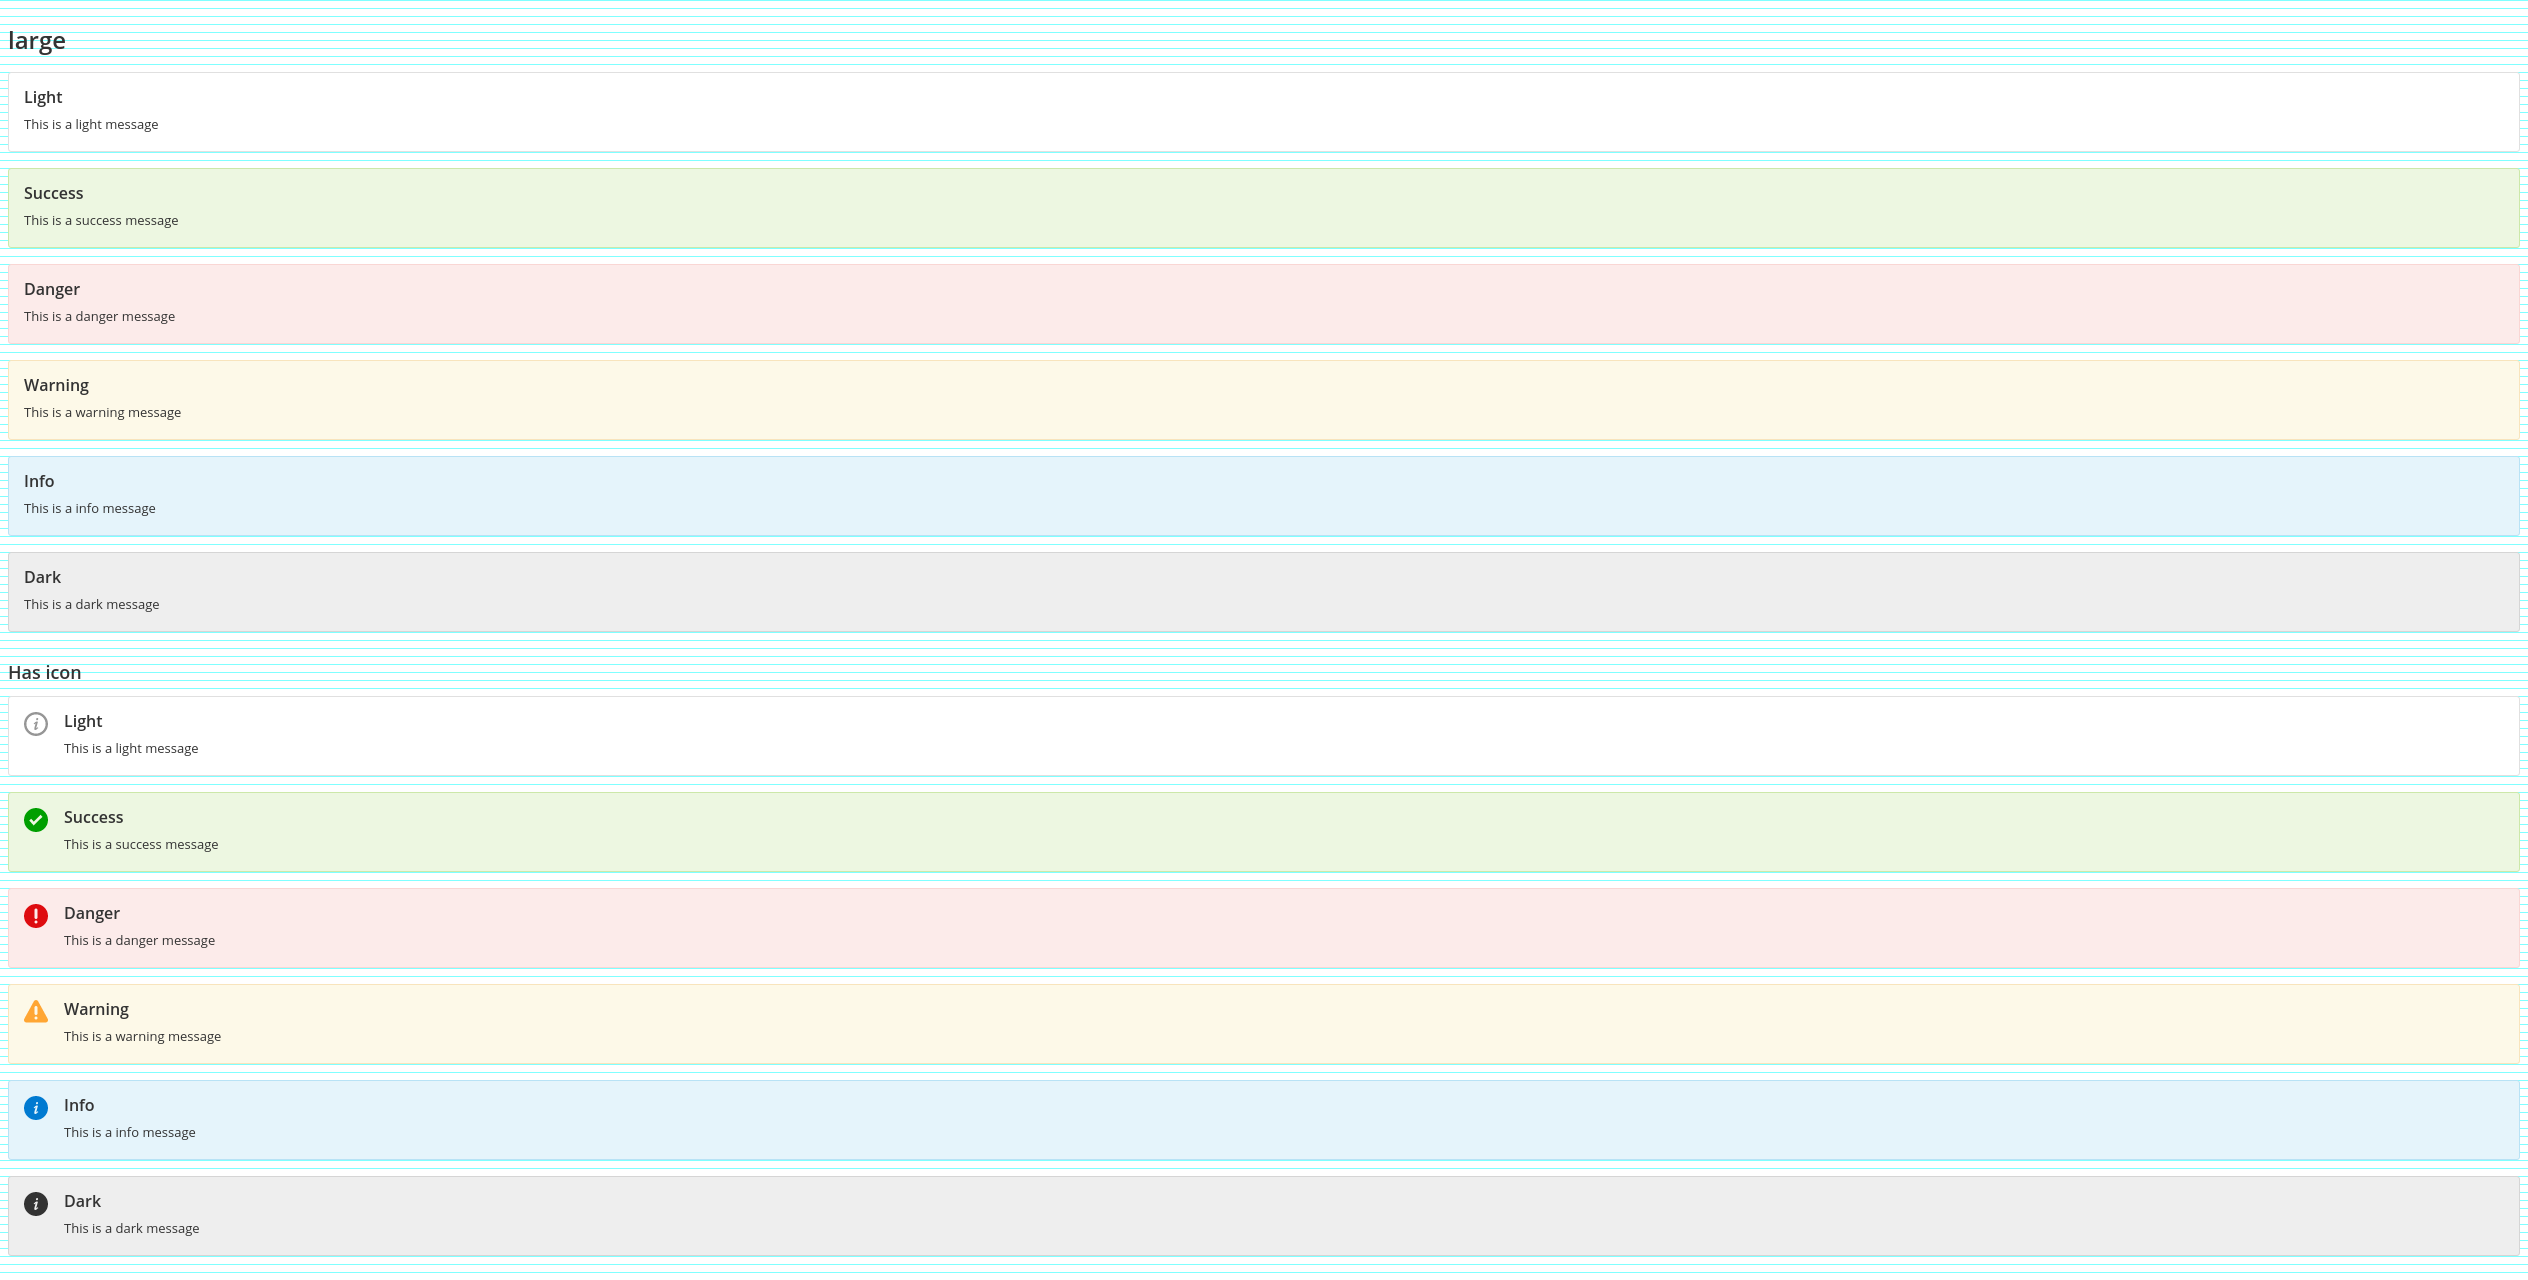 large
Light
This is a light message
Success
This is a success message
Danger
This is a danger message
Warning
This is a warning message
Info
This is a info message
Dark
This is a dark message
Has icon
Light
This is a light message
Success
This is a success message
Danger
This is a danger message
Warning
This is a warning message
Info
This is a info message
Dark
This is a dark message